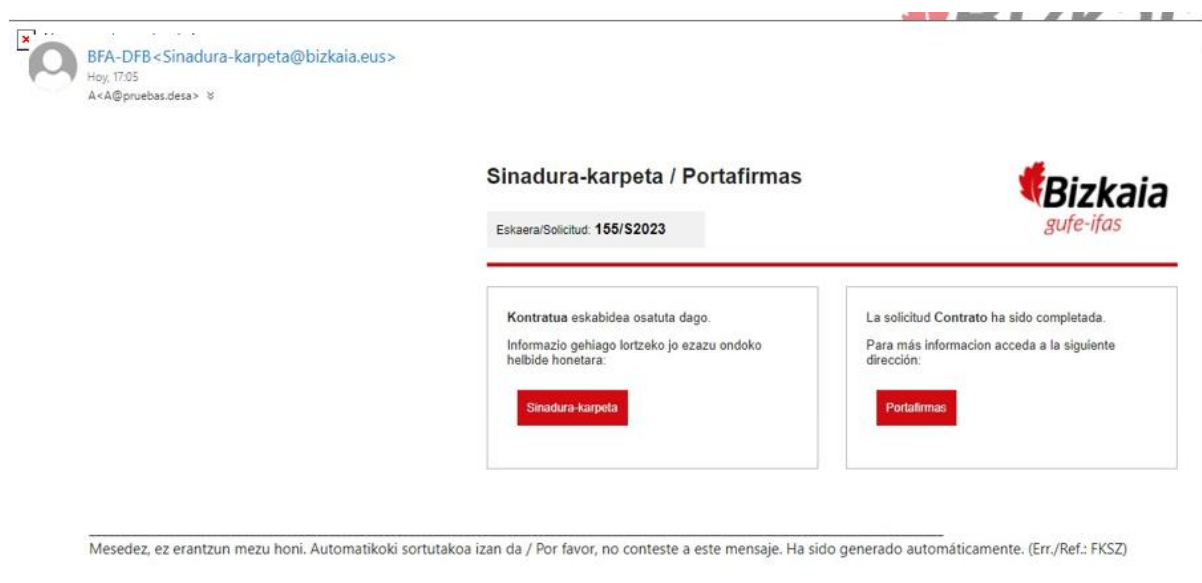 BFA-DFB<Sinadura-karpeta@bizkaia.eus>
Hoy, 17:05
A<A@pruebas.desa>
Sinadura-karpeta / Portafirmas
Eskaera/Solicitud: 155/S2023
Bizkaia
gufe-ifas
Kontratua eskabidea osatuta dago.
Informazio gehiago lortzeko jo ezazu ondoko
helbide honetara:
Sinadura-karpeta
La solicitud Contrato ha sido completada.
Para más informacion acceda a la siguiente
dirección:
Portafirmas
Mesedez, ez erantzun mezu honi. Automatikoki sortutakoa izan da / Por favor, no conteste a este mensaje. Ha sido generado automáticamente. (Err./Ref.: FKSZ)